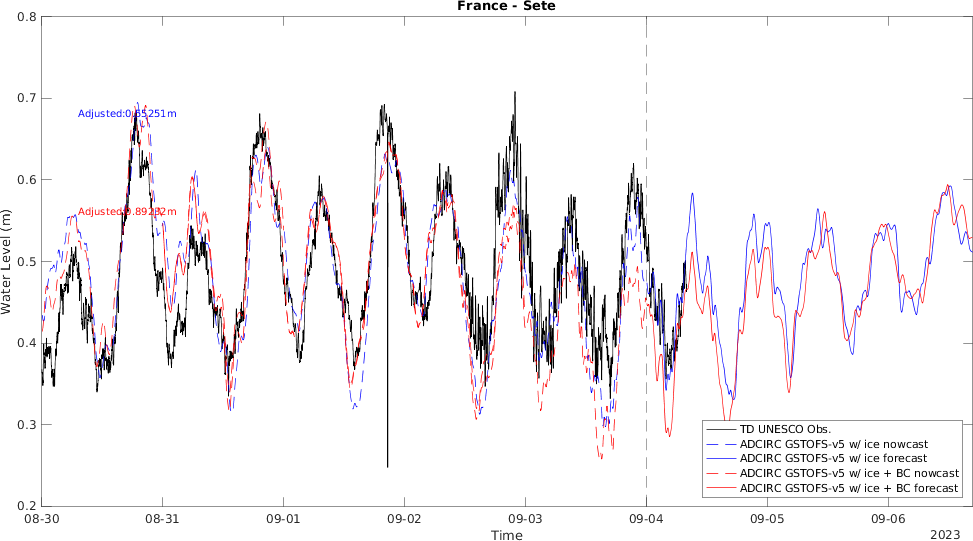 France - Sete
0.8
0.7
0.6
0.5
0.4
0.3
0.2
Water Level (m)
Adjusted:0.65251m
Adjusted:0.89232m
TD UNESCO Obs.
ADCIRC GSTOFS-v5 w/ ice nowcast
ADCIRC GSTOFS-v5 w/ ice forecast
ADCIRC GSTOFS-v5 w/ ice + BC nowcast
ADCIRC GSTOFS-v5 w/ ice + BC forecast
08-30 08-31 09-01 09-02 09-03 09-04 09-05 09-06
Time
2023